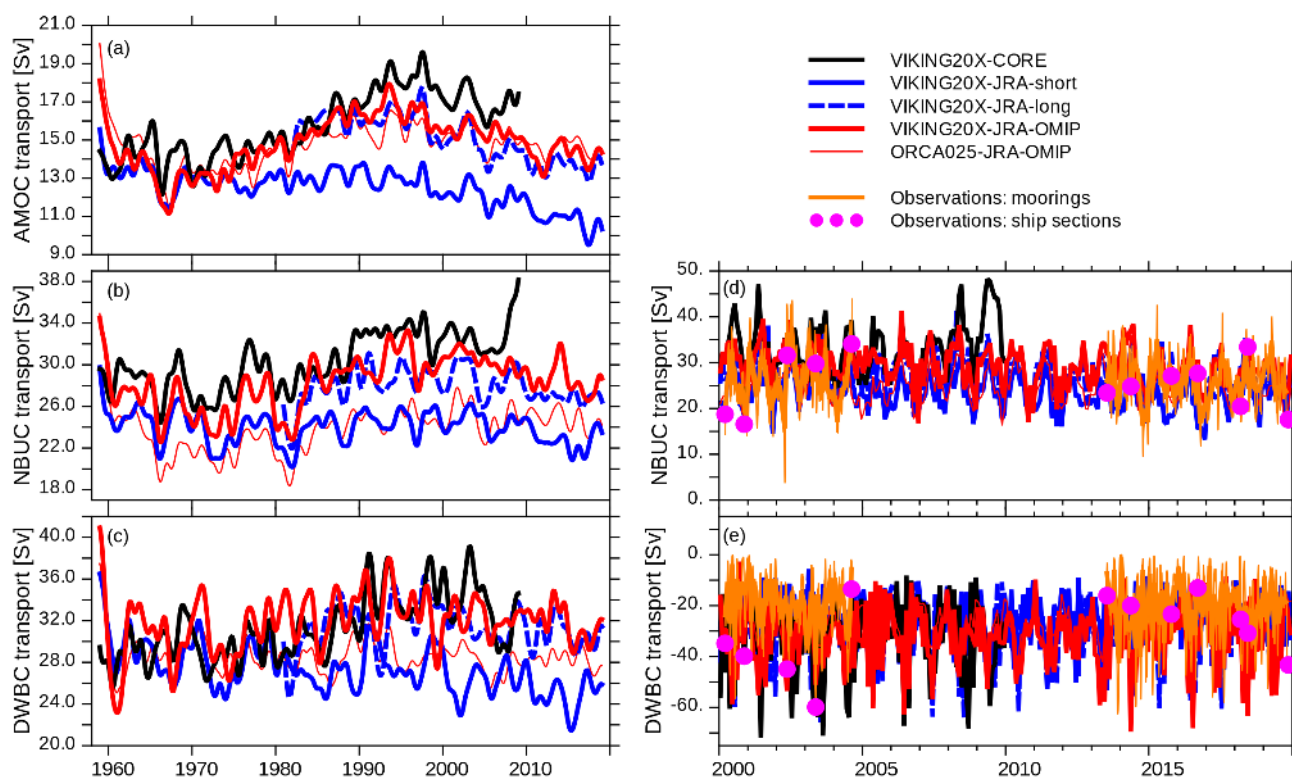 (a)
AMOC transport [Sv]
21.0
19.0
17.0
15.0
13.0
11.0
9.0
VIKING20X-CORE
VIKING20X-JRA-short
VIKING20X-JRA-long
VIKING20X-JRA-OMIP
ORCA025-JRA-OMIP
Observations: moorings
Observations: ship sections
(b)
NBUC transport [Sv]
38.0
34.0
30.0
26.0
22.0
18.0
(d)
NBUC transport [Sv]
50.
40.
30.
20.
10.
0.
(c)
DWBC transport [Sv]
40.0
36.0
32.0
28.0
24.0
20.0
1960 1970 1980 1990 2000 2010
(e)
DWBC transport [Sv]
0.
-20.
-40.
-60.
2000 2005 2010 2015